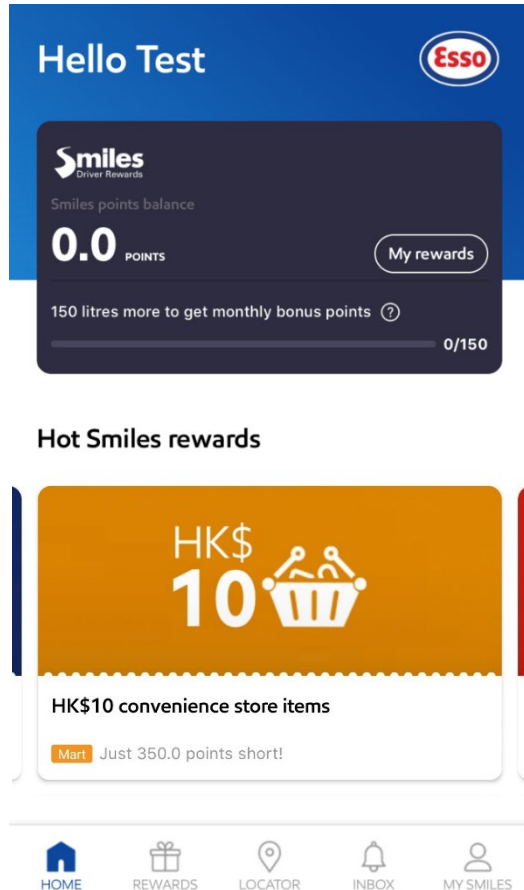 Hello Test
Esso
Smiles
Driver Rewards
Smiles points balance
0.0 POINTS
My rewards
150 litres more to get monthly bonus points ?
0/150
Hot Smiles rewards
HK$
10
HK$10 convenience store items
Mart Just 350.0 points short!
HOME REWARDS LOCATOR INBOX MY SMILES